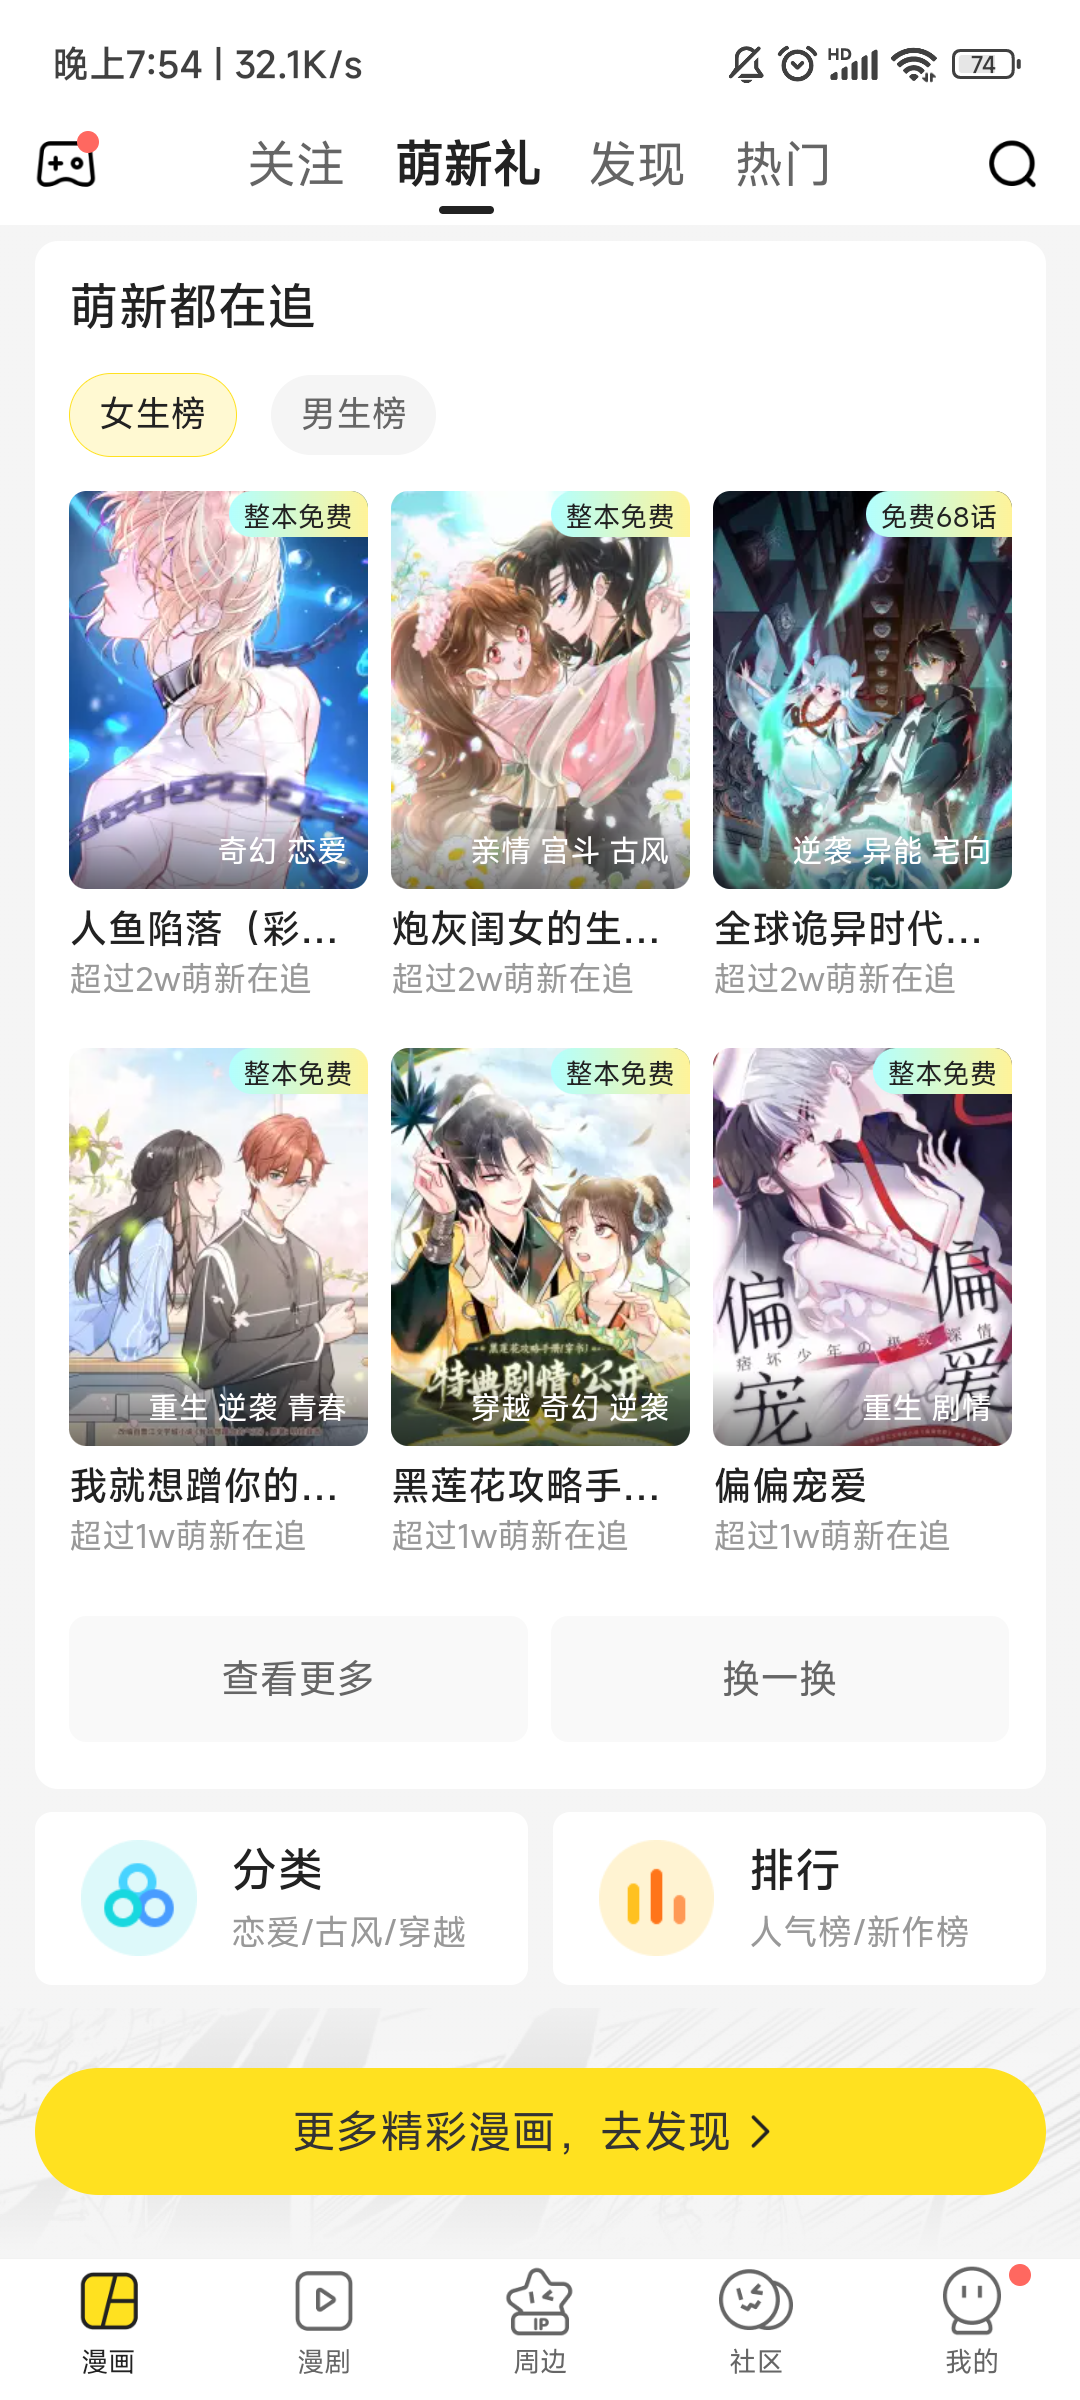 晚上7:54 | 32.1K/s
HD
74
关注 萌新礼 发现 热门
萌新都在追
女生榜 男生榜
整本免费 整本免费 免费68话
奇幻 恋爱 亲情 宫斗 古风 逆袭 异能 宅向
人鱼陷落（彩... 炮灰闺女的生... 全球诡异时代...
超过2w萌新在追 超过2w萌新在追 超过2w萌新在追
整本免费 整本免费 整本免费
偏偏
痞坏少年の极致深情
宠爱
黑莲花攻略手册(穿书)
特典剧情·公开
重生 逆袭 青春 穿越 奇幻 逆袭 重生 剧情
我就想蹭你的... 黑莲花攻略手... 偏偏宠爱
超过1w萌新在追 超过1w萌新在追 超过1w萌新在追
查看更多 换一换
分类 排行
恋爱/古风/穿越 人气榜/新作榜
更多精彩漫画，去发现
IP
漫画 漫剧 周边 社区 我的